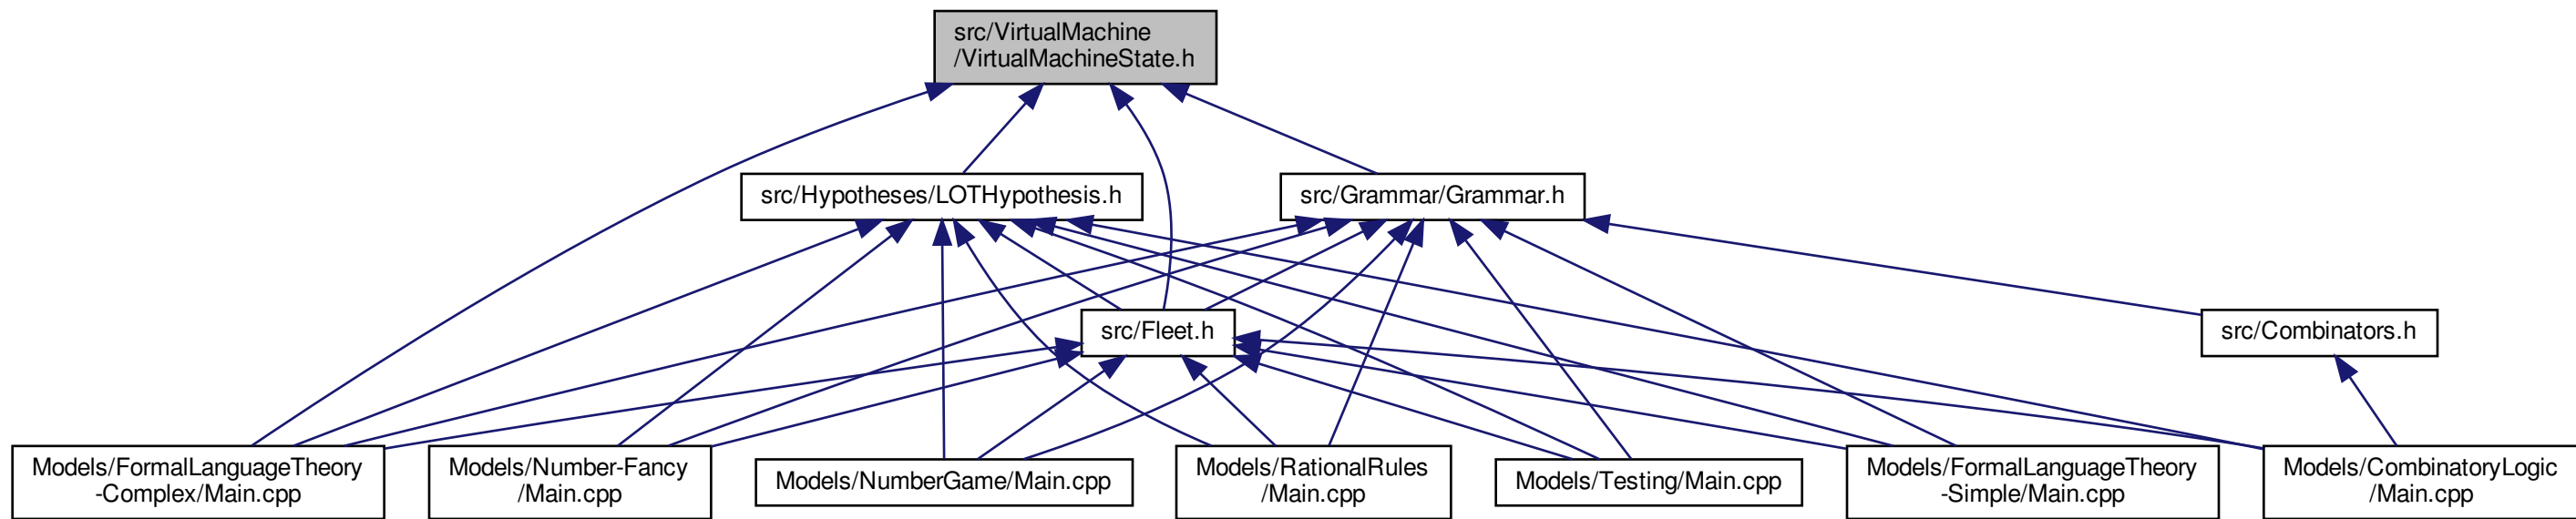 src/VirtualMachine
/VirtualMachineState.h
src/Hypotheses/LOTHypothesis.h
src/Grammar/Grammar.h
src/Fleet.h
src/Combinators.h
Models/FormalLanguageTheory
-Complex/Main.cpp
Models/Number-Fancy
/Main.cpp
Models/NumberGame/Main.cpp
Models/RationalRules
/Main.cpp
Models/Testing/Main.cpp
Models/FormalLanguageTheory
-Simple/Main.cpp
Models/CombinatoryLogic
/Main.cpp